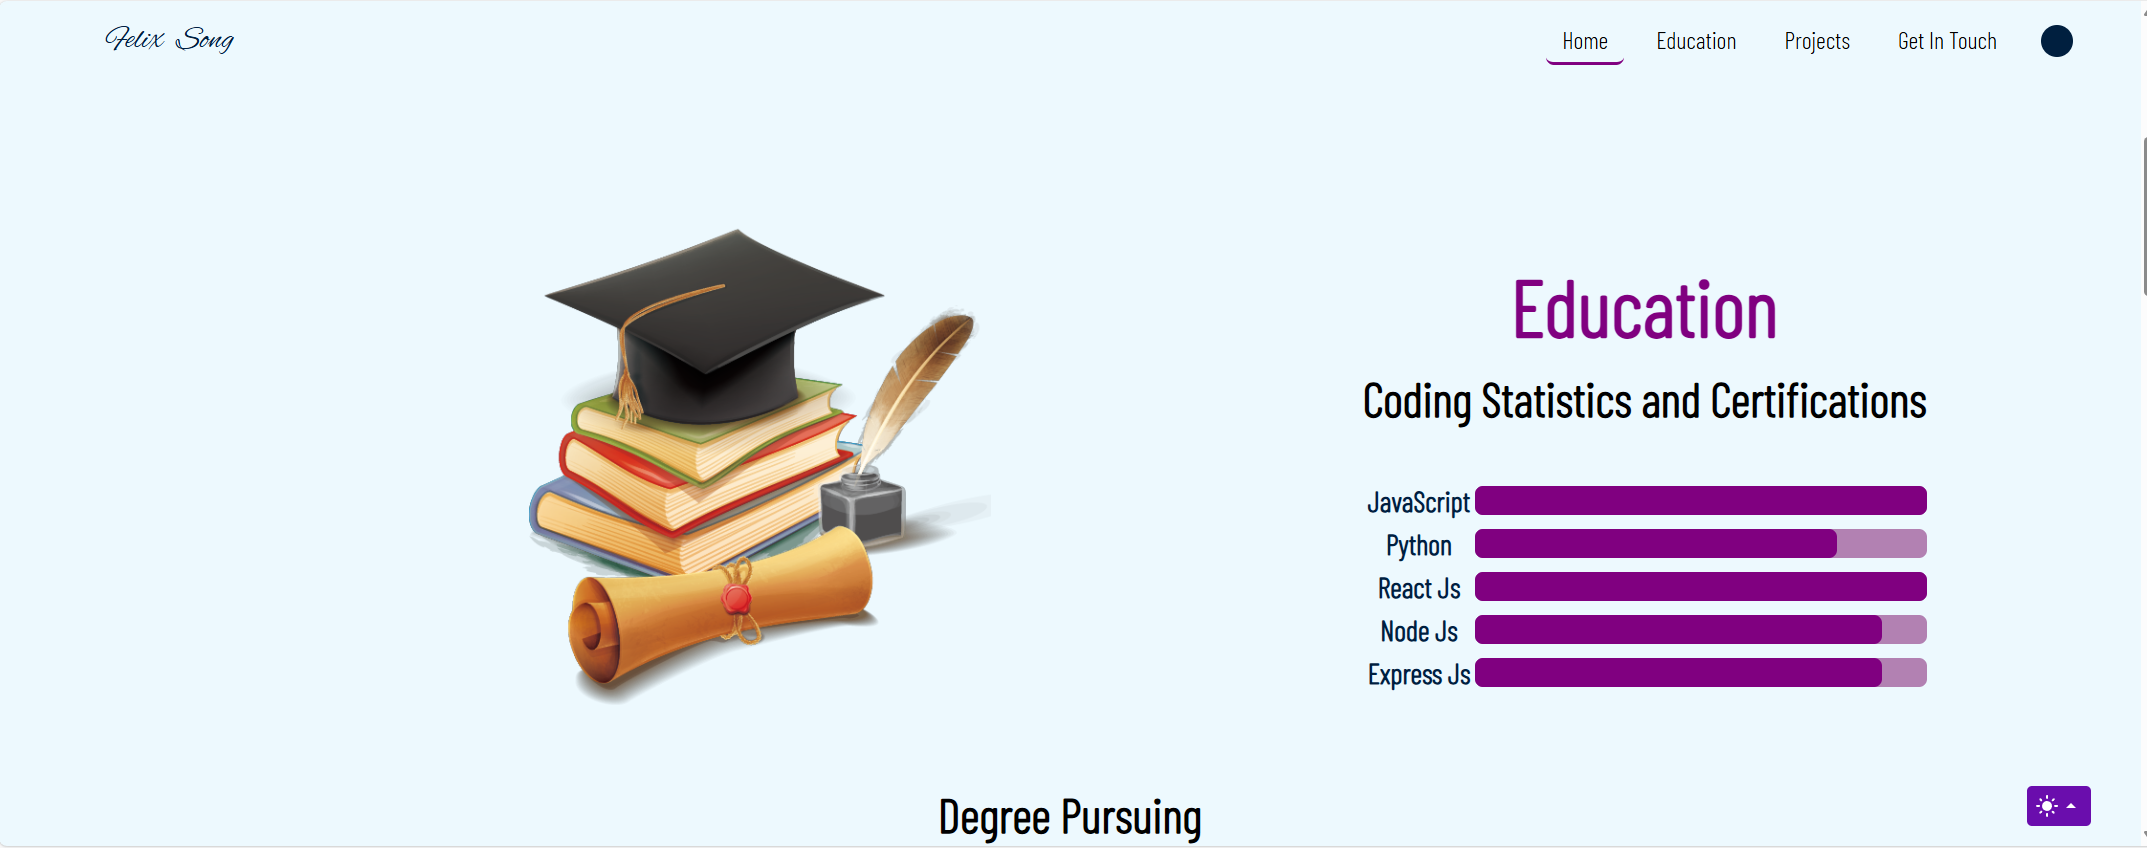 Felix Song
Home Education Projects Get In Touch
Education
Coding Statistics and Certifications
JavaScript
Python
React Js
Node Js
Express Js
Degree Pursuing